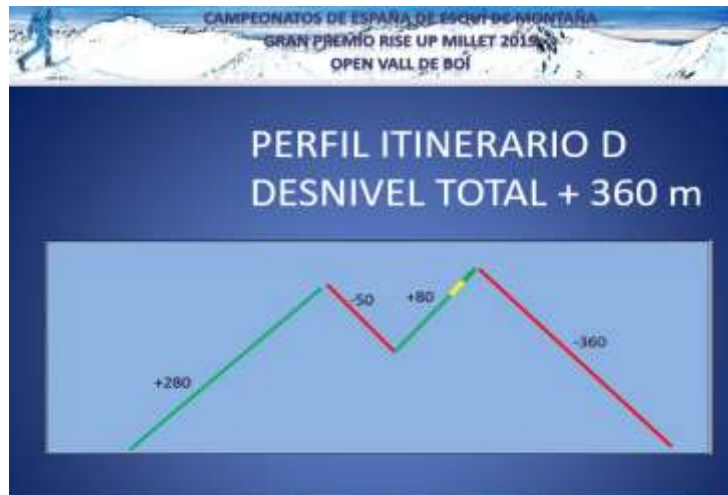 CAMPEONATOS DE ESPAÑA DE ESQUÍ DE MONTAÑA
GRAN PREMIO RISE UP MILLET 2019
OPEN VALL DE BOÍ
PERFIL ITINERARIO D
DESNIVEL TOTAL + 360 m
-50
+80
-360
+280